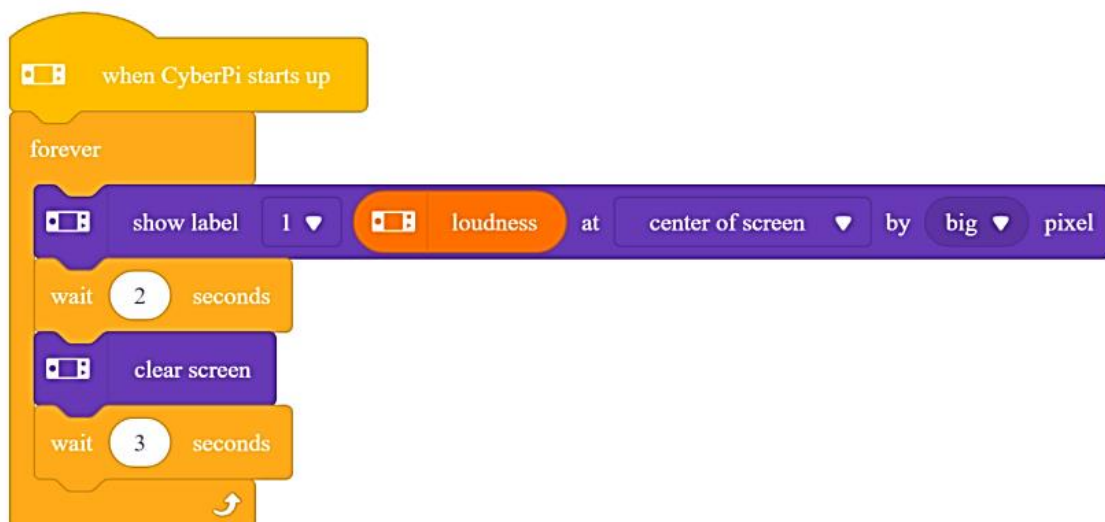 when CyberPi starts up
forever
show label 1 loudness at center of screen by big pixel
wait 2 seconds
clear screen
wait 3 seconds